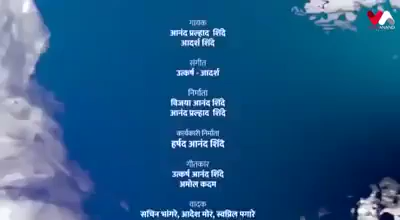 गायक
आनंद प्रल्हाद शिंदे
आदर्श शिंदे
संगीत
उत्कर्ष - आदर्श
निर्माता
विजया आनंद शिंदे
आनंद प्रल्हाद शिंदे
कार्यकारी निर्माता
हर्षद आनंद शिंदे
गीतकार
उत्कर्ष आनंद शिंदे
अमोल कदम
वादक
सचिन भांगरे, आदेश मोरे, स्वप्निल पगारे